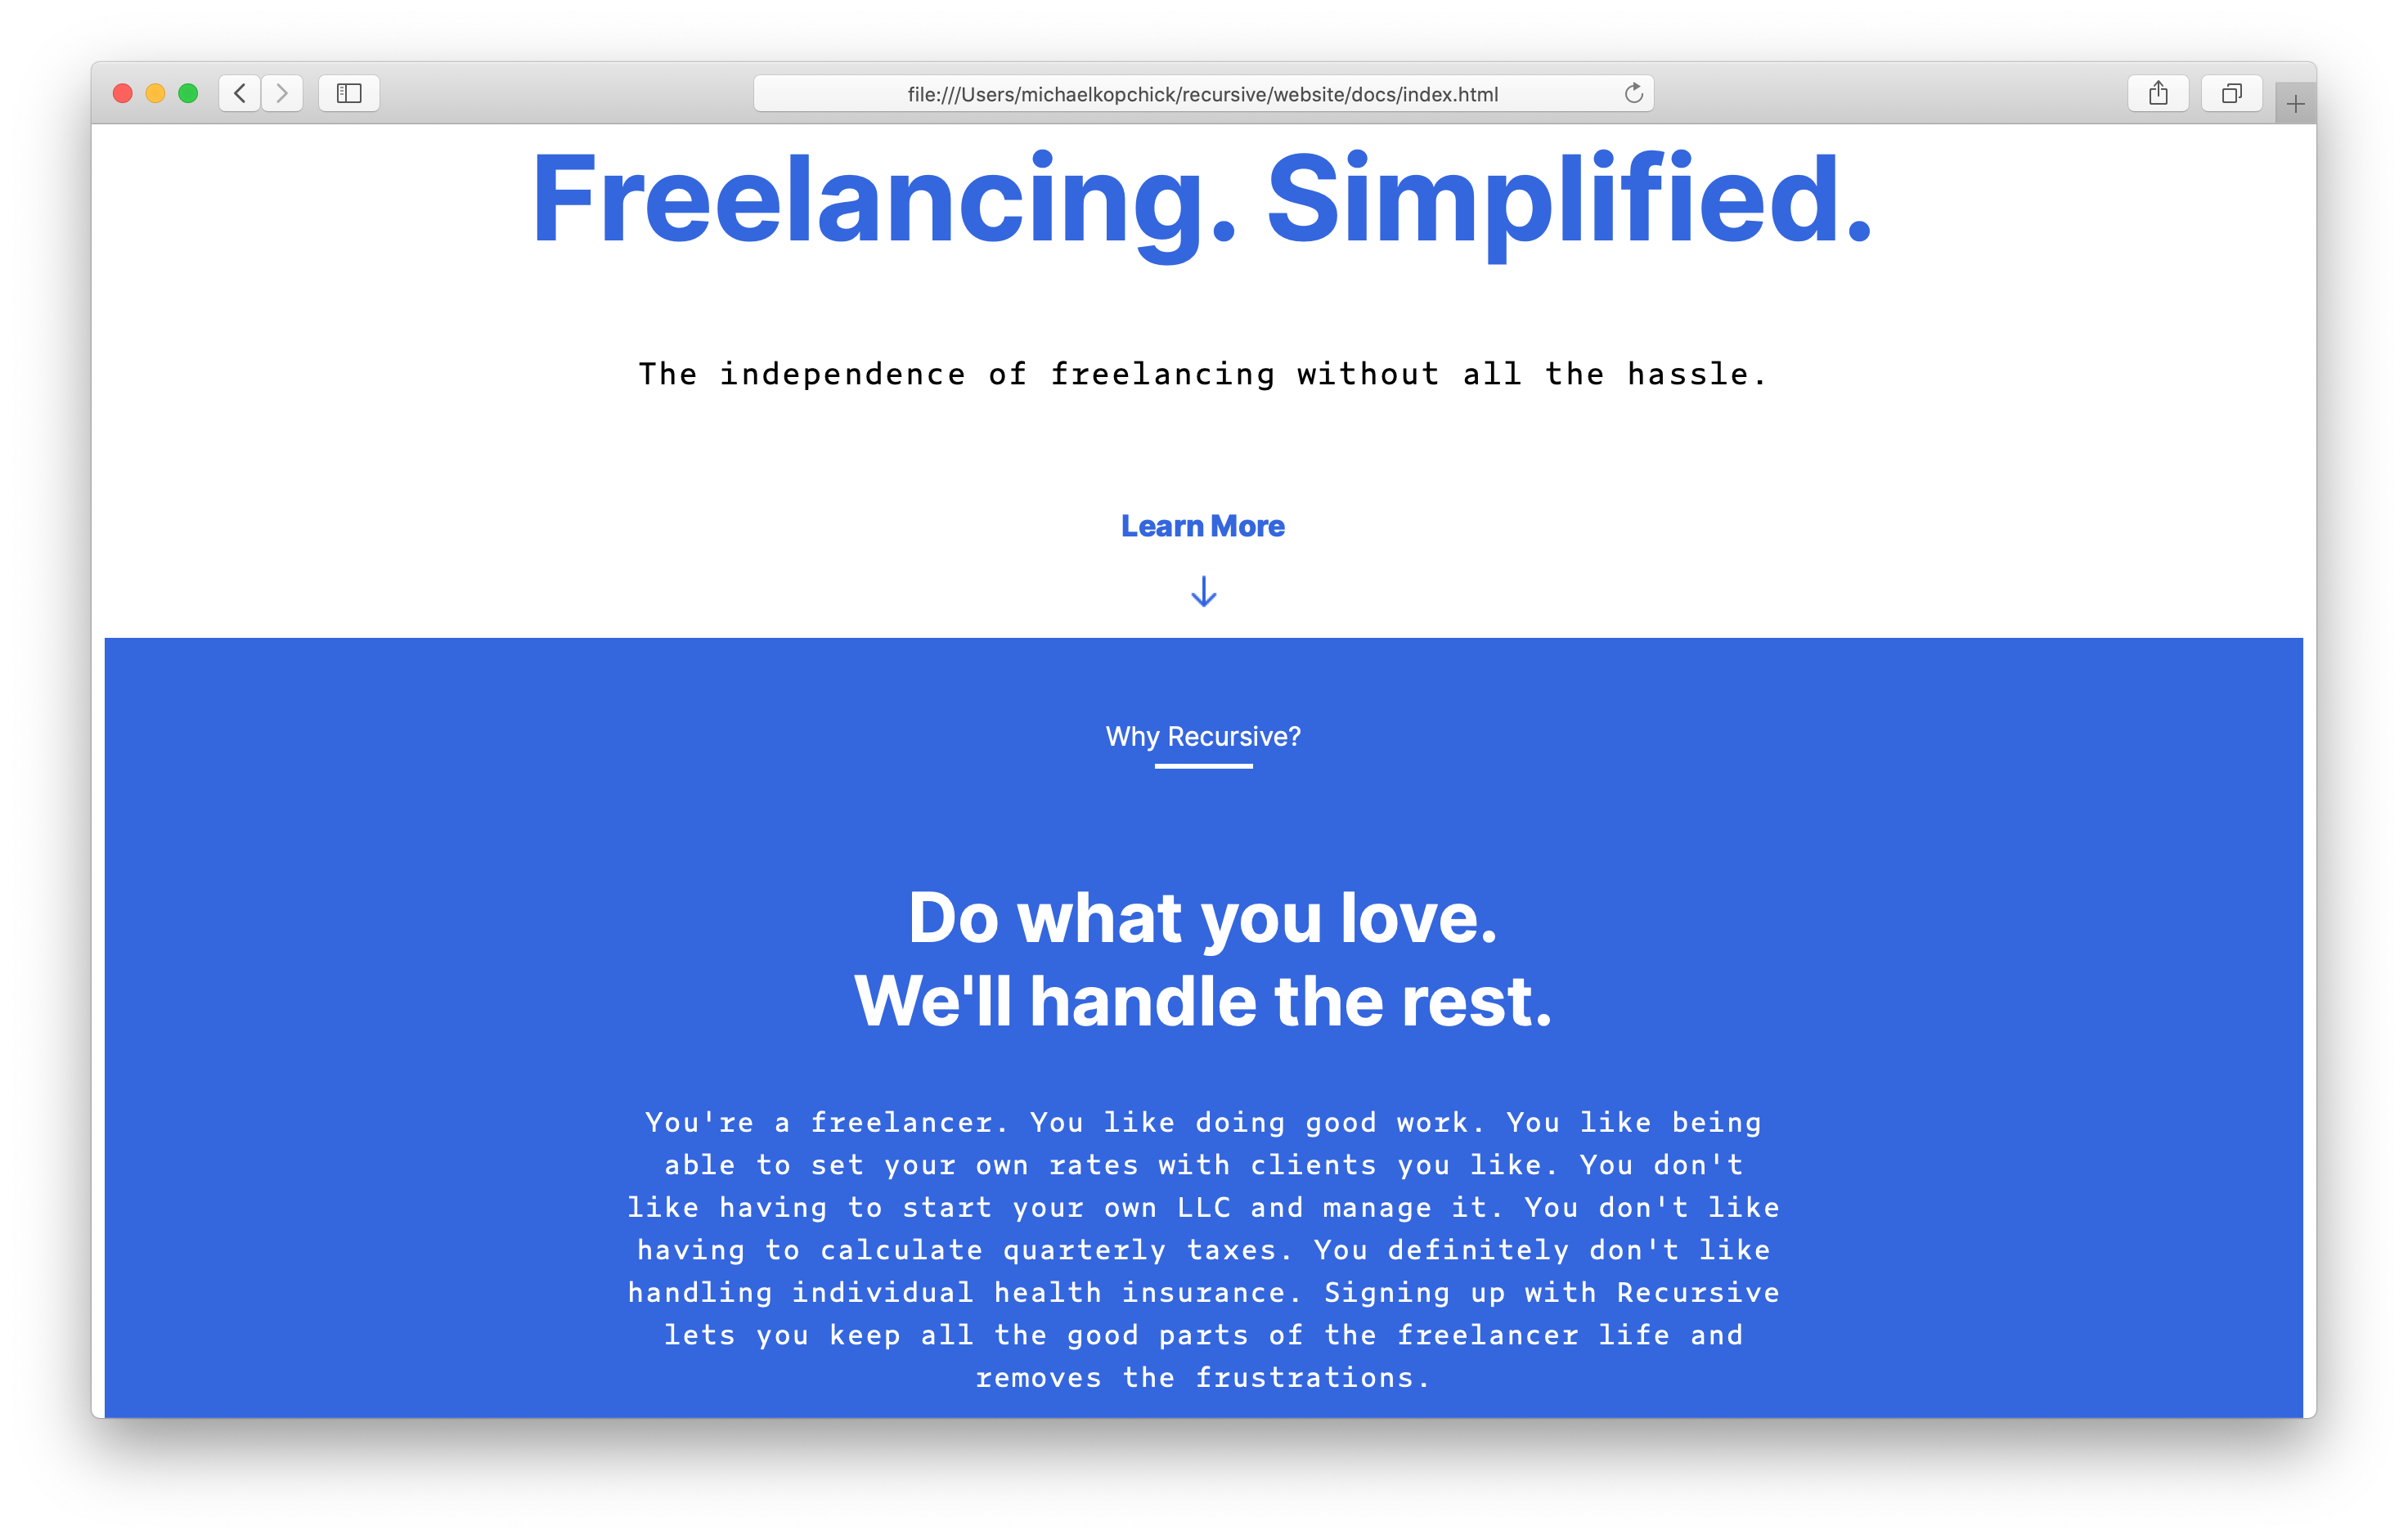 file:///Users/michaelkopchick/recursive/website/docs/index.html
Freelancing. Simplified.
The independence of freelancing without all the hassle.
Learn More
Why Recursive?
Do what you love.
We'll handle the rest.
You're a freelancer. You like doing good work. You like being
able to set your own rates with clients you like. You don't
like having to start your own LLC and manage it. You don't like
having to calculate quarterly taxes. You definitely don't like
handling individual health insurance. Signing up with Recursive
lets you keep all the good parts of the freelancer life and
removes the frustrations.